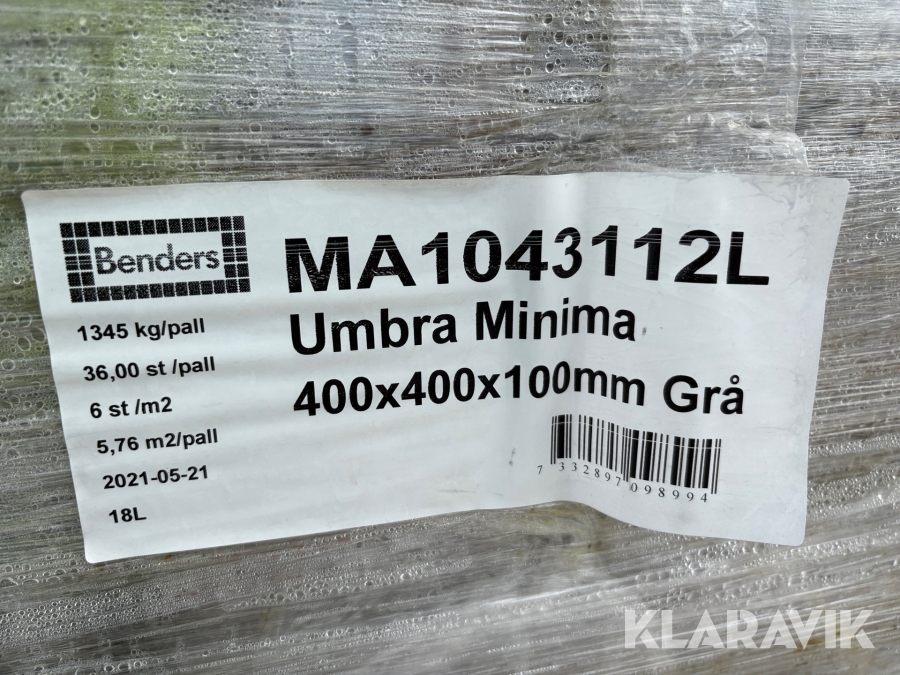 Benders
MA1043112L
Umbra Minima
400x400x100mm Grå
1345 kg/pall
36,00 st /pall
6 st /m2
5,76 m2/pall
2021-05-21
18L
7 332897 098994
KLARAVIK